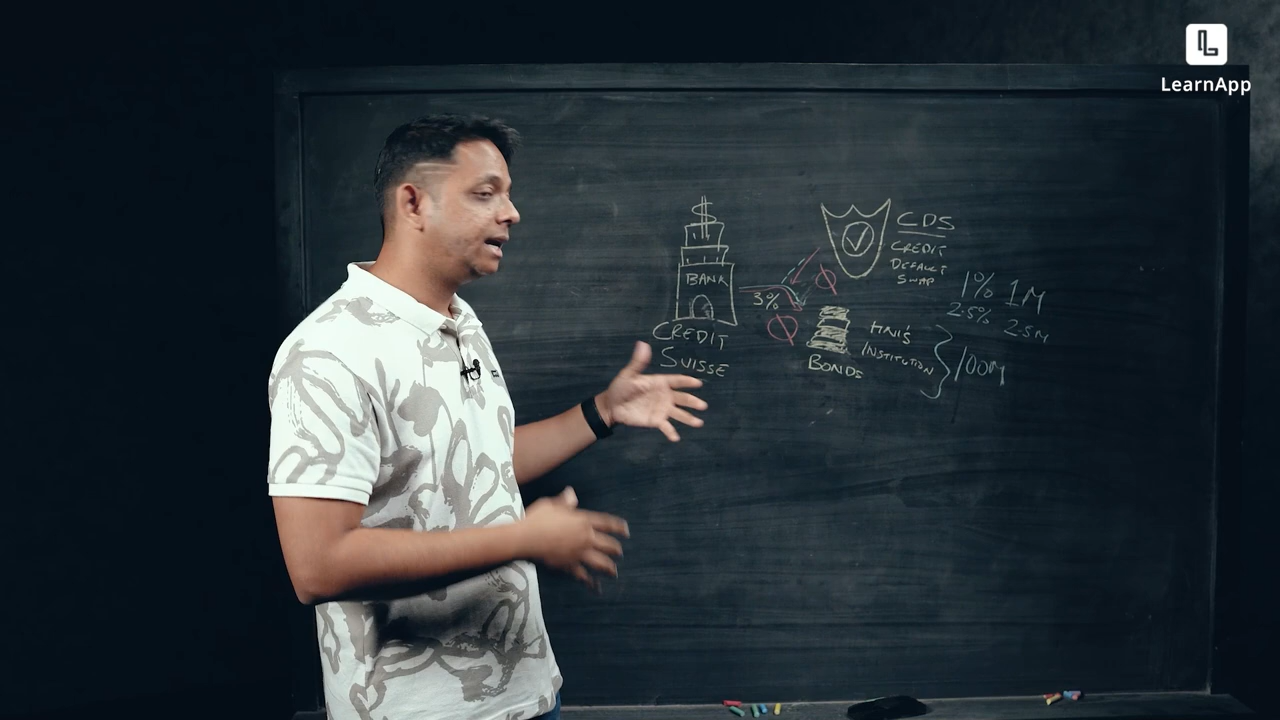 LearnApp
$
BANK
CREDIT
SUISSE
3%
CDS
CREDIT
DEFAULT
SWAP
1% 1M
2.5% 2.5M
HNI'S
INSTITUTION
100M
BONDS